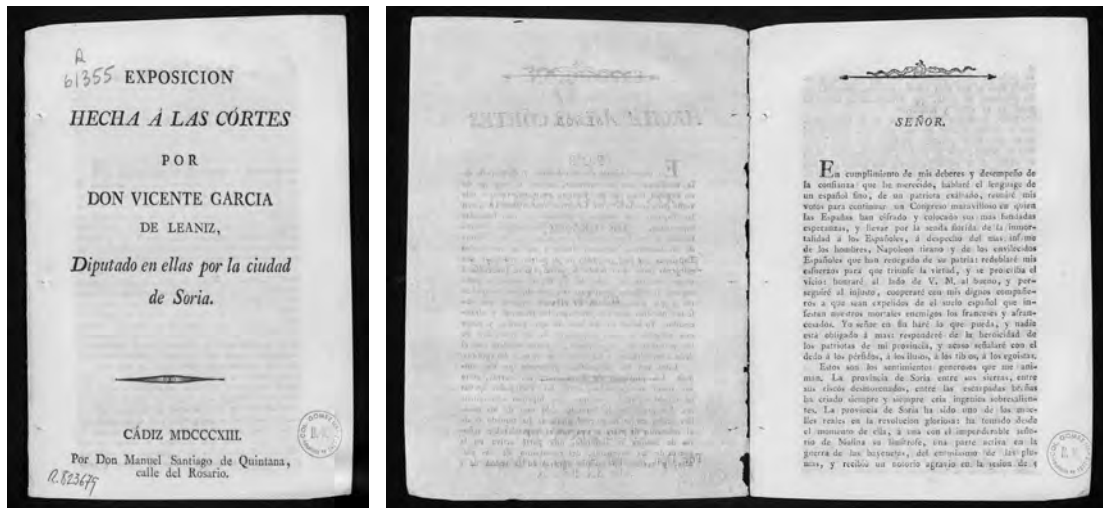 R
61355
EXPOSICION
HECHA Á LAS CÓRTES
POR
DON VICENTE GARCIA
DE LEANIZ,
Diputado en ellas por la ciudad
de Soria.
CÁDIZ MDCCCXIII.
Por Don Manuel Santiago de Quintana,
calle del Rosario.
R.823679
SEÑOR.
En cumplimiento de mis deberes y desempeño de
la confianza que he merecido, hablaré el lenguage de
un español fino, de un patriota exâltado, reuniré mis
votos para continuar un Congreso maravilloso en quien
las Españas han cifrado y colocado sus mas fundadas
esperanzas, y llevar por la senda florida de la inmor-
talidad á los Españoles, á despecho del mas infimo
de los hombres, Napoleon tirano y de los envilecidos
Españoles que han renegado de su patria: redoblaré mis
esfuerzos para que triunfe la virtud, y se proscriba el
vicio: honraré al lado de V. M. al bueno, y per-
seguiré al injusto, cooperaré con mis dignos compañe-
ros a que sean expelidos de el suelo español que in-
festan nuestros mortales enemigos los franceses y afran-
cesados. Yo señor en fin haré lo que pueda, y nadie
está obligado á mas: responderé de la heroicidad de
los patriotas de mi provincia, y acaso señalaré con el
dedo á los pérfidos, á los ilusos, á los tibios, á los egoistas.
Estos son los sentimientos generosos que me ani-
man. La provincia de Soria entre sus sierras, entre
sus riscos desmoronados, entre las escarpadas breñas
ha criado siempre y siempre cria ingenios sobresalien-
tes. La provincia de Soria ha sido uno de los mue-
lles reales en la revolucion gloriosa: ha tomado desde
el momento de ella, á una con el imperdurable seño-
rio de Molina su limítrofe, una parte activa en la
guerra de las bayonetas, del entusiasmo de las plu-
mas, y recibió un notorio agravio en la sesion de